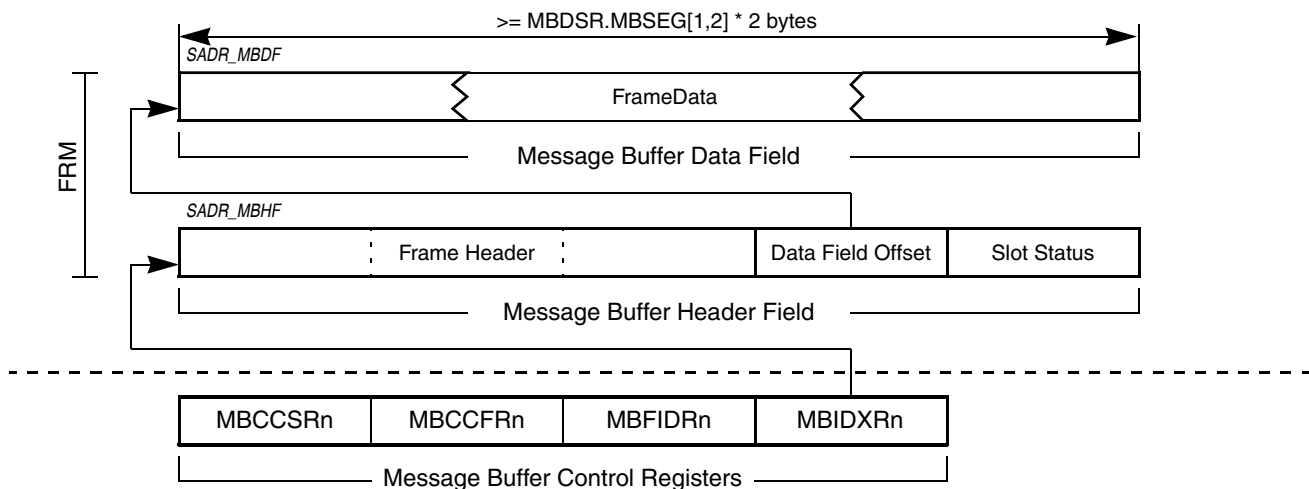 >= MBDSR.MBSEG[1,2] * 2 bytes
SADR_MBDF
FrameData
Message Buffer Data Field
FRM
SADR_MBHF
Frame Header Data Field Offset Slot Status
Message Buffer Header Field
MBCCSRn MBCCFRn MBFIDRn MBIDXRn
Message Buffer Control Registers